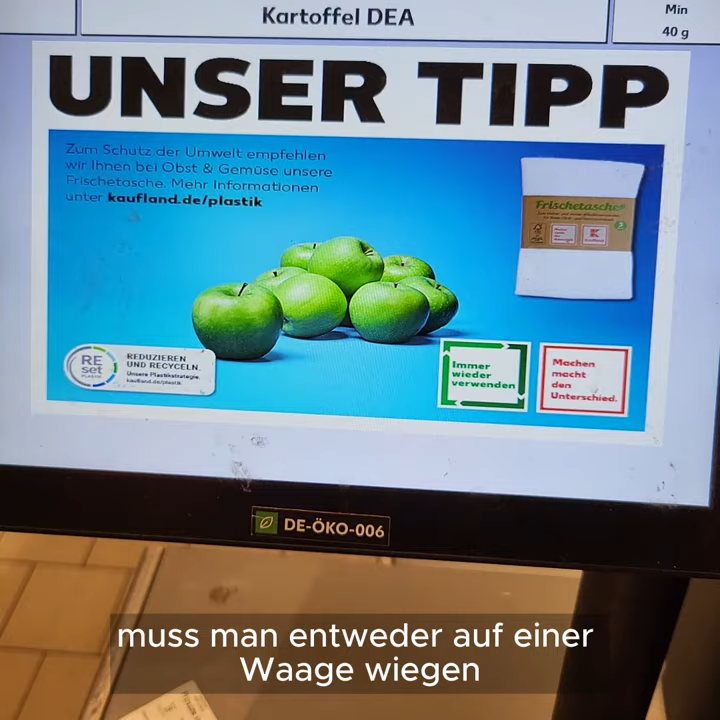 Kartoffel DEA
Min
40 g
UNSER TIPP
Zum Schutz der Umwelt empfehlen
wir Ihnen bei Obst & Gemüse unsere
Frischetasche. Mehr Informationen
unter kaufland.de/plastik
Frischetasche
RE
set
PLASTIK
REDUZIEREN
UND RECYCELN.
Unsere Plastikstrategie.
kaufland.de/plastik
Immer
wieder
verwenden
Machen
macht
den
Unterschied.
DE-ÖKO-006
muss man entweder auf einer
Waage wiegen